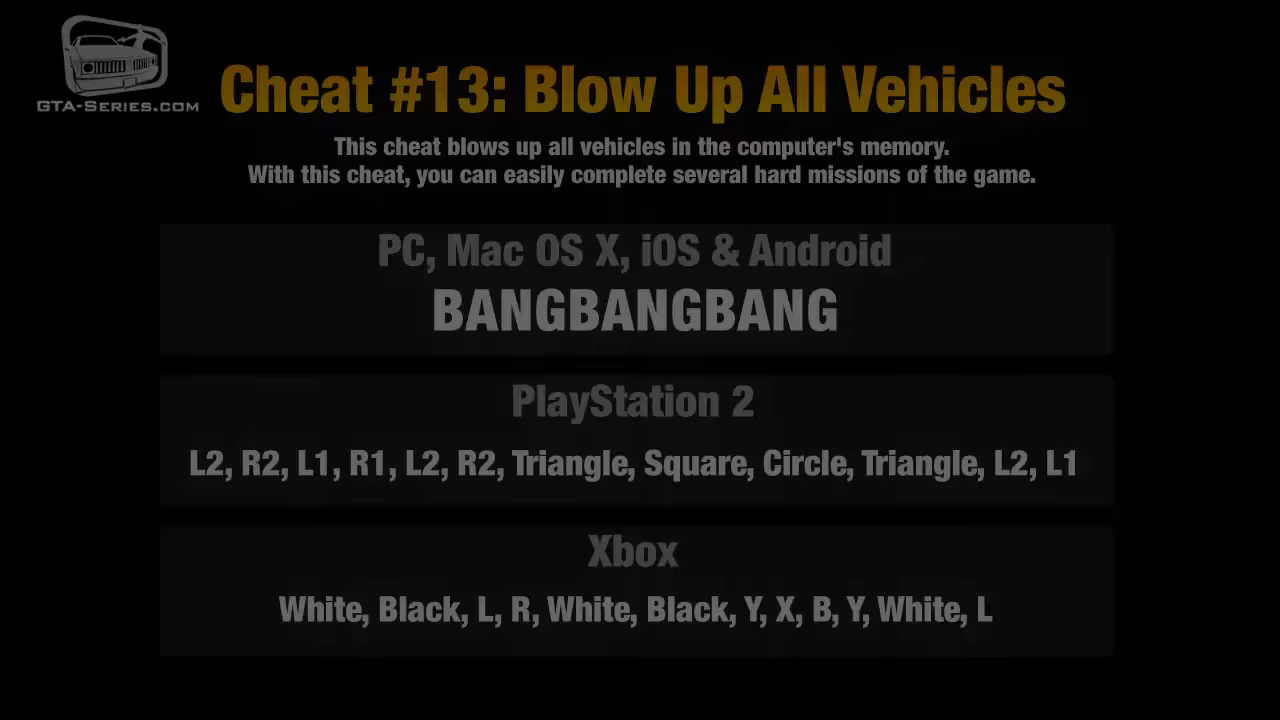 GTA-SERIES.COM
Cheat #13: Blow Up All Vehicles
This cheat blows up all vehicles in the computer's memory.
With this cheat, you can easily complete several hard missions of the game.
PC, Mac OS X, iOS & Android
BANGBANGBANG
PlayStation 2
L2, R2, L1, R1, L2, R2, Triangle, Square, Circle, Triangle, L2, L1
Xbox
White, Black, L, R, White, Black, Y, X, B, Y, White, L